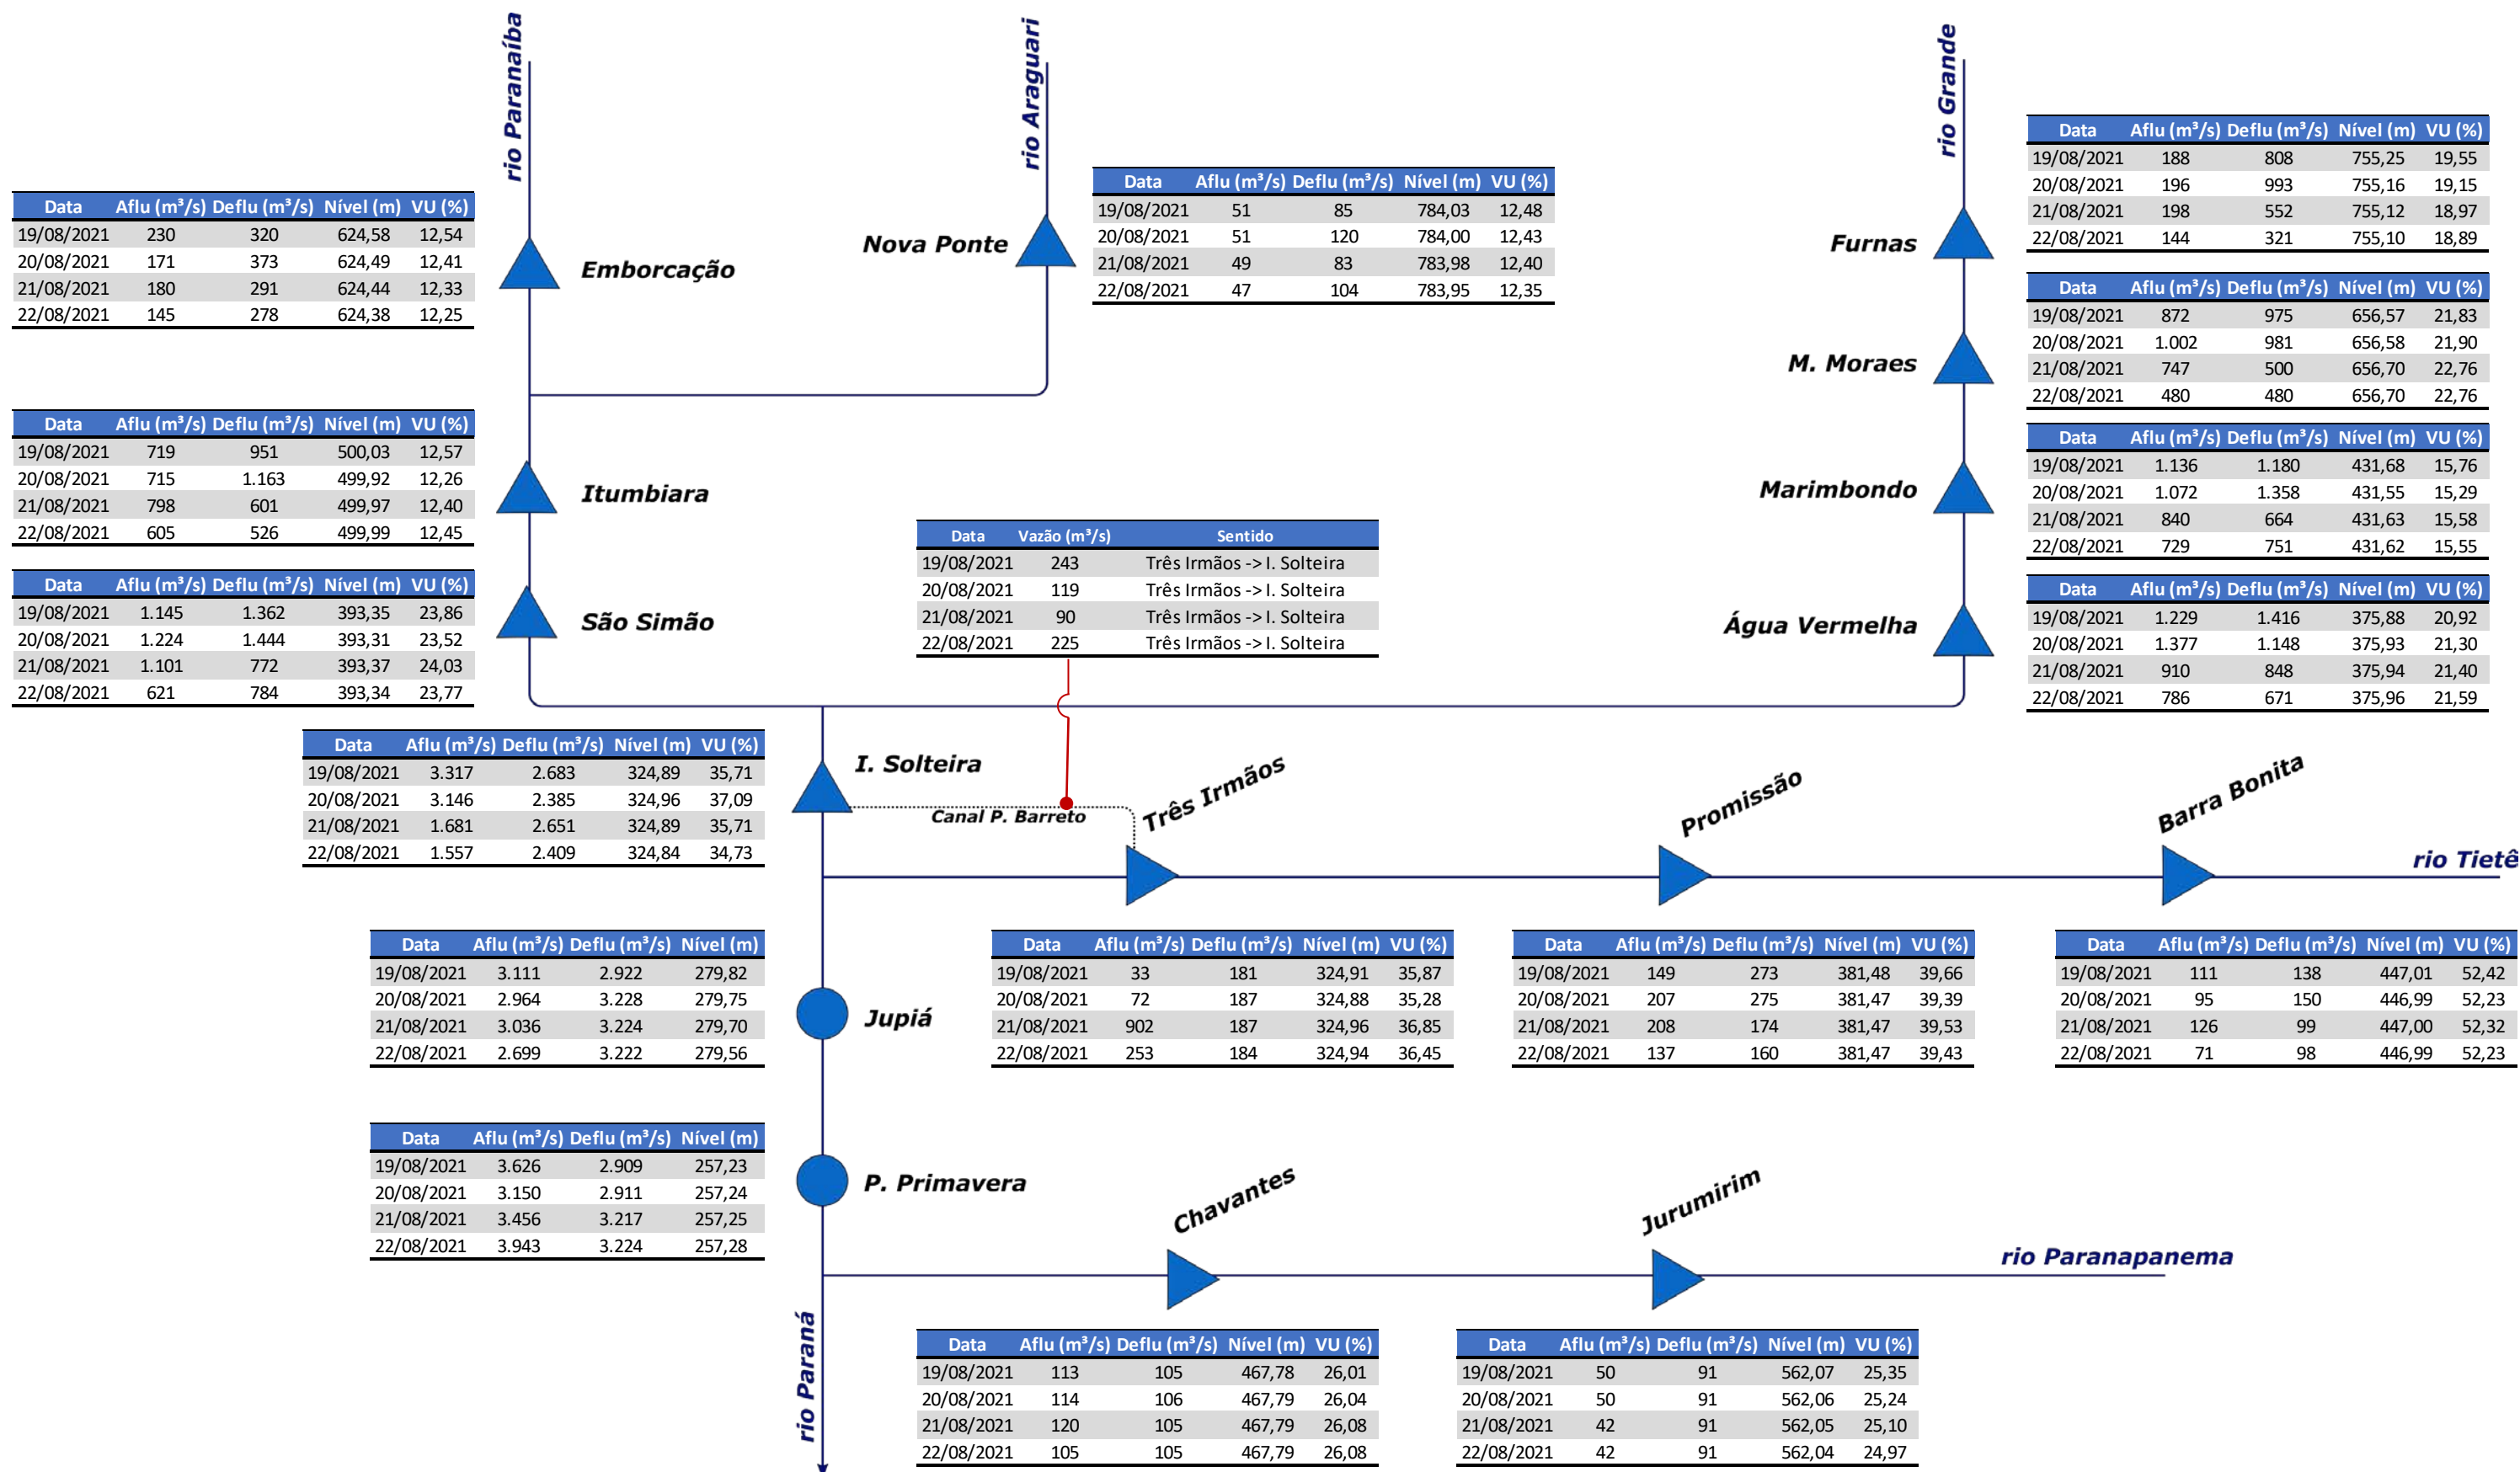 rio Paranaíba
rio Araguari
rio Grande
Data Aflu (m³/s) Deflu (m³/s) Nível (m) VU (%)
19/08/2021 230 320 624,58 12,54
20/08/2021 171 373 624,49 12,41
21/08/2021 180 291 624,44 12,33
22/08/2021 145 278 624,38 12,25
Emborcação
Nova Ponte
Data Aflu (m³/s) Deflu (m³/s) Nível (m) VU (%)
19/08/2021 51 85 784,03 12,48
20/08/2021 51 120 784,00 12,43
21/08/2021 49 83 783,98 12,40
22/08/2021 47 104 783,95 12,35
Furnas
Data Aflu (m³/s) Deflu (m³/s) Nível (m) VU (%)
19/08/2021 188 808 755,25 19,55
20/08/2021 196 993 755,16 19,15
21/08/2021 198 552 755,12 18,97
22/08/2021 144 321 755,10 18,89
M. Moraes
Data Aflu (m³/s) Deflu (m³/s) Nível (m) VU (%)
19/08/2021 872 975 656,57 21,83
20/08/2021 1.002 981 656,58 21,90
21/08/2021 747 500 656,70 22,76
22/08/2021 480 480 656,70 22,76
Data Aflu (m³/s) Deflu (m³/s) Nível (m) VU (%)
19/08/2021 719 951 500,03 12,57
20/08/2021 715 1.163 499,92 12,26
21/08/2021 798 601 499,97 12,40
22/08/2021 605 526 499,99 12,45
Itumbiara
Marimbondo
Data Aflu (m³/s) Deflu (m³/s) Nível (m) VU (%)
19/08/2021 1.136 1.180 431,68 15,76
20/08/2021 1.072 1.358 431,55 15,29
21/08/2021 840 664 431,63 15,58
22/08/2021 729 751 431,62 15,55
Data Aflu (m³/s) Deflu (m³/s) Nível (m) VU (%)
19/08/2021 1.145 1.362 393,35 23,86
20/08/2021 1.224 1.444 393,31 23,52
21/08/2021 1.101 772 393,37 24,03
22/08/2021 621 784 393,34 23,77
São Simão
Data Vazão (m³/s) Sentido
19/08/2021 243 Três Irmãos -> I. Solteira
20/08/2021 119 Três Irmãos -> I. Solteira
21/08/2021 90 Três Irmãos -> I. Solteira
22/08/2021 225 Três Irmãos -> I. Solteira
Água Vermelha
Data Aflu (m³/s) Deflu (m³/s) Nível (m) VU (%)
19/08/2021 1.229 1.416 375,88 20,92
20/08/2021 1.377 1.148 375,93 21,30
21/08/2021 910 848 375,94 21,40
22/08/2021 786 671 375,96 21,59
Data Aflu (m³/s) Deflu (m³/s) Nível (m) VU (%)
19/08/2021 3.317 2.683 324,89 35,71
20/08/2021 3.146 2.385 324,96 37,09
21/08/2021 1.681 2.651 324,89 35,71
22/08/2021 1.557 2.409 324,84 34,73
I. Solteira
Canal P. Barreto
Três Irmãos
Promissão
Barra Bonita
rio Tietê
Data Aflu (m³/s) Deflu (m³/s) Nível (m)
19/08/2021 3.111 2.922 279,82
20/08/2021 2.964 3.228 279,75
21/08/2021 3.036 3.224 279,70
22/08/2021 2.699 3.222 279,56
Jupiá
Data Aflu (m³/s) Deflu (m³/s) Nível (m) VU (%)
19/08/2021 33 181 324,91 35,87
20/08/2021 72 187 324,88 35,28
21/08/2021 902 187 324,96 36,85
22/08/2021 253 184 324,94 36,45
Data Aflu (m³/s) Deflu (m³/s) Nível (m) VU (%)
19/08/2021 149 273 381,48 39,66
20/08/2021 207 275 381,47 39,39
21/08/2021 208 174 381,47 39,53
22/08/2021 137 160 381,47 39,43
Data Aflu (m³/s) Deflu (m³/s) Nível (m) VU (%)
19/08/2021 111 138 447,01 52,42
20/08/2021 95 150 446,99 52,23
21/08/2021 126 99 447,00 52,32
22/08/2021 71 98 446,99 52,23
Data Aflu (m³/s) Deflu (m³/s) Nível (m)
19/08/2021 3.626 2.909 257,23
20/08/2021 3.150 2.911 257,24
21/08/2021 3.456 3.217 257,25
22/08/2021 3.943 3.224 257,28
P. Primavera
Chavantes
Jurumirim
rio Paranapanema
rio Paraná
Data Aflu (m³/s) Deflu (m³/s) Nível (m) VU (%)
19/08/2021 113 105 467,78 26,01
20/08/2021 114 106 467,79 26,04
21/08/2021 120 105 467,79 26,08
22/08/2021 105 105 467,79 26,08
Data Aflu (m³/s) Deflu (m³/s) Nível (m) VU (%)
19/08/2021 50 91 562,07 25,35
20/08/2021 50 91 562,06 25,24
21/08/2021 42 91 562,05 25,10
22/08/2021 42 91 562,04 24,97